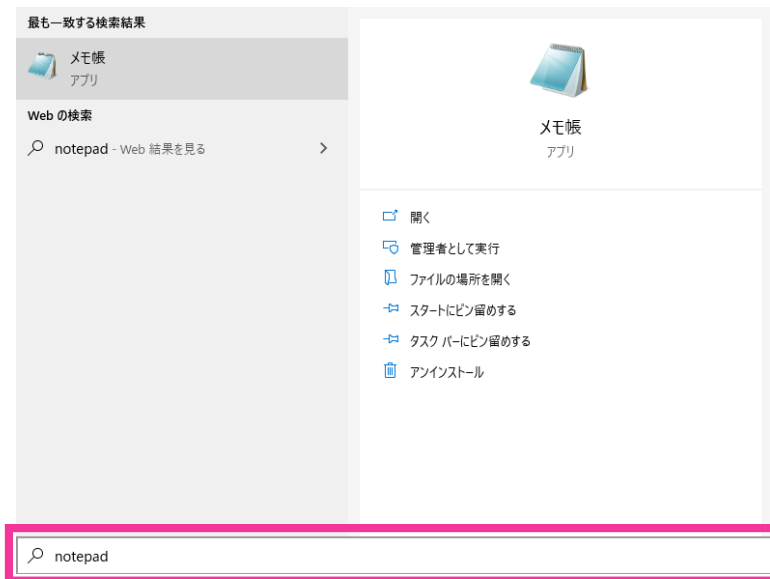 最も一致する検索結果
メモ帳
アプリ
Web の検索
notepad - Web 結果を見る
メモ帳
アプリ
開く
管理者として実行
ファイルの場所を開く
スタートにピン留めする
タスク バーにピン留めする
アンインストール
notepad